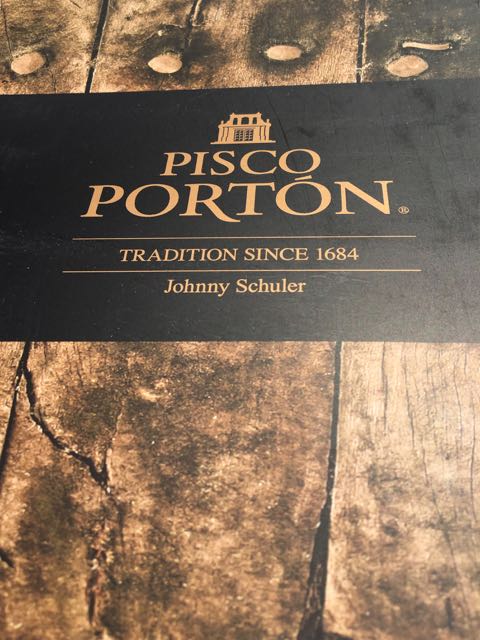 PISCO
PORTÓN®
TRADITION SINCE 1684
Johnny Schuler